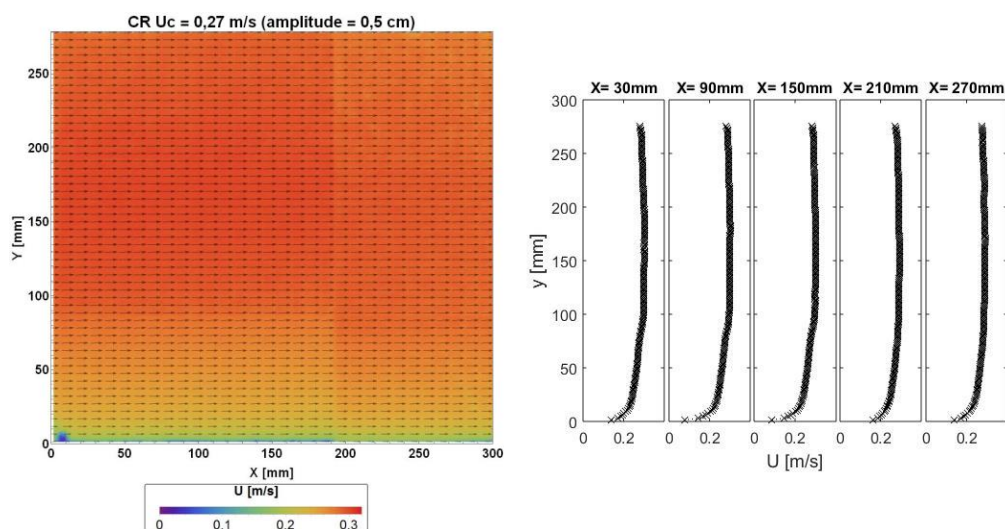 CR Uc = 0,27 m/s (amplitude = 0,5 cm)
250
200
150
100
50
0
Y [mm]
0 50 100 150 200 250 300
X [mm]
U [m/s]
0 0.1 0.2 0.3
X= 30mm X= 90mm X= 150mm X= 210mm X= 270mm
300
250
200
150
100
50
0
y [mm]
0 0.2 0 0.2 0 0.2 0 0.2 0 0.2
U [m/s]